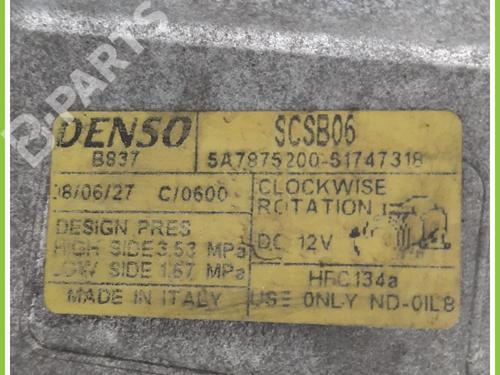 B-PARTS
DENSO
SCSB06
B837
5A7875200-51747318
08/06/27 C/0600
CLOCKWISE
ROTATION
DESIGN PRES
HIGH SIDE 3.53 MPa
LOW SIDE 1.67 MPa
DC 12V
HFC134a
MADE IN ITALY
USE ONLY ND-OIL8